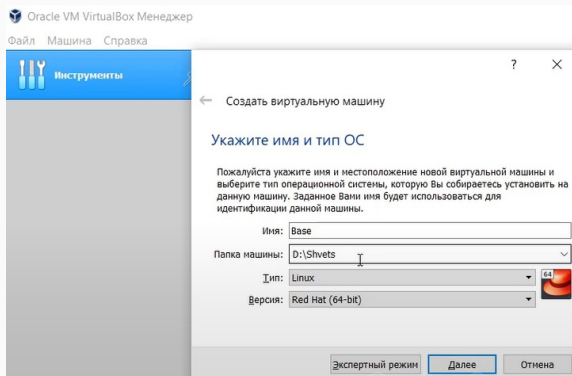 Oracle VM VirtualBox Менеджер
Файл Машина Справка
Инструменты
?
Создать виртуальную машину
Укажите имя и тип ОС
Пожалуйста укажите имя и местоположение новой виртуальной машины и
выберите тип операционной системы, которую Вы собираетесь установить на
данную машину. Заданное Вами имя будет использоваться для
идентификации данной машины.
Имя: Base
Папка машины: D:\Shvets
Тип: Linux
64
Версия: Red Hat (64-bit)
Экспертный режим Далее Отмена